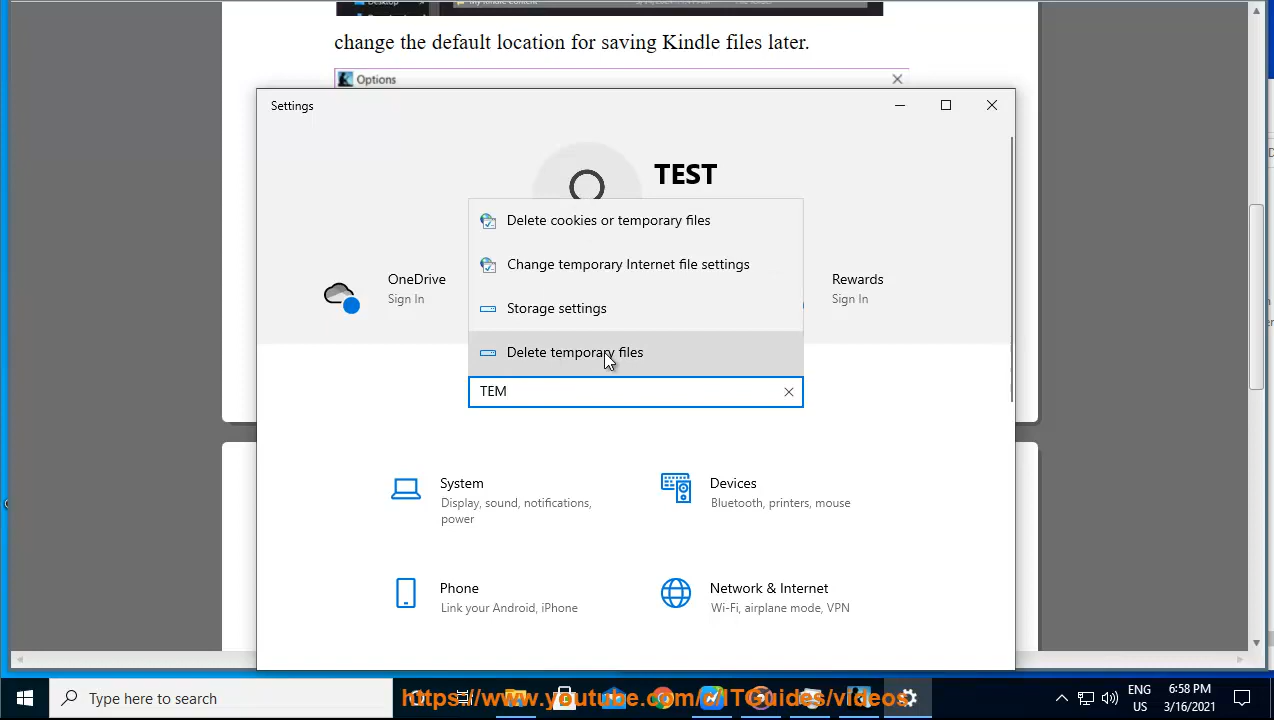 change the default location for saving Kindle files later.
Options
Settings
TEST
OneDrive
Sign In
Rewards
Sign In
Delete cookies or temporary files
Change temporary Internet file settings
Storage settings
Delete temporary files
TEM
System
Display, sound, notifications,
power
Devices
Bluetooth, printers, mouse
Phone
Link your Android, iPhone
Network & Internet
Wi-Fi, airplane mode, VPN
Type here to search
https://www.youtube.com/c/ITGuides/videos
ENG
US
6:58 PM
3/16/2021